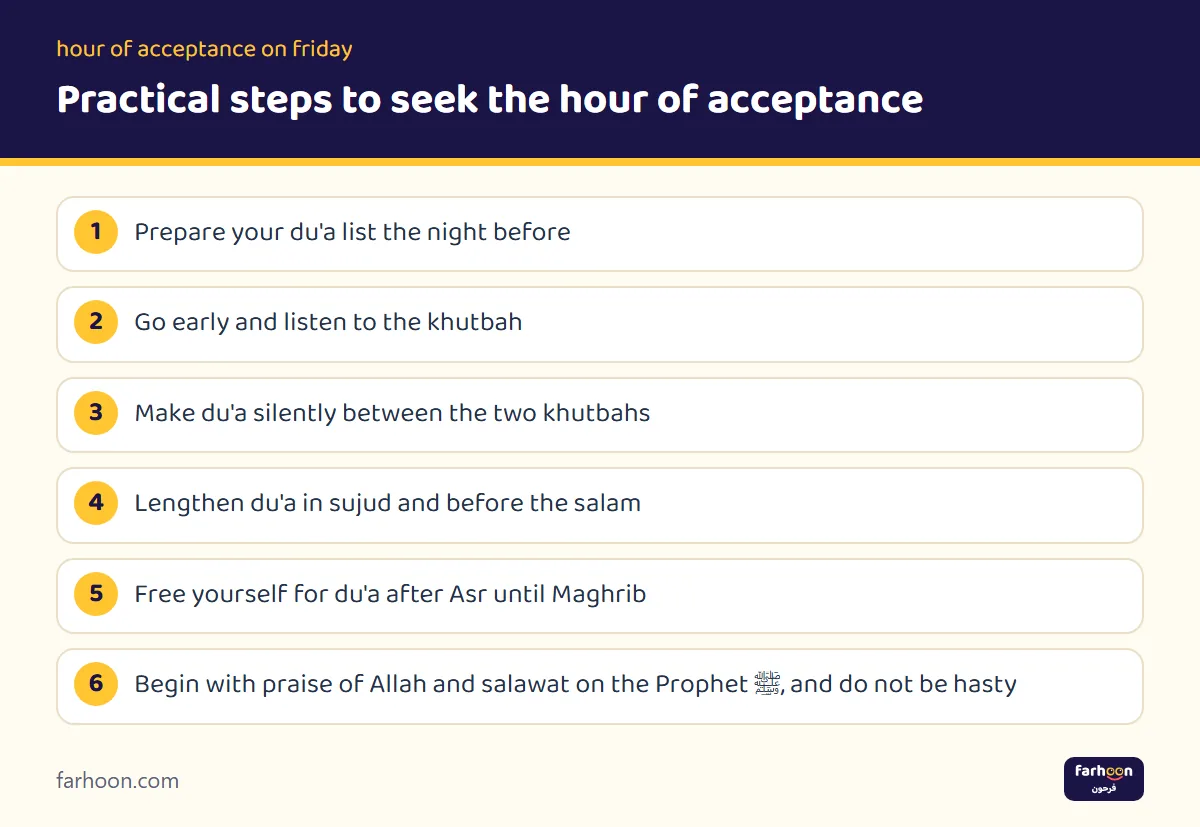 hour of acceptance on friday
Practical steps to seek the hour of acceptance
1 Prepare your du'a list the night before
2 Go early and listen to the khutbah
3 Make du'a silently between the two khutbahs
4 Lengthen du'a in sujud and before the salam
5 Free yourself for du'a after Asr until Maghrib
6 Begin with praise of Allah and salawat on the Prophet ﷺ, and do not be hasty
farhoon.com
farhoon
فرحون